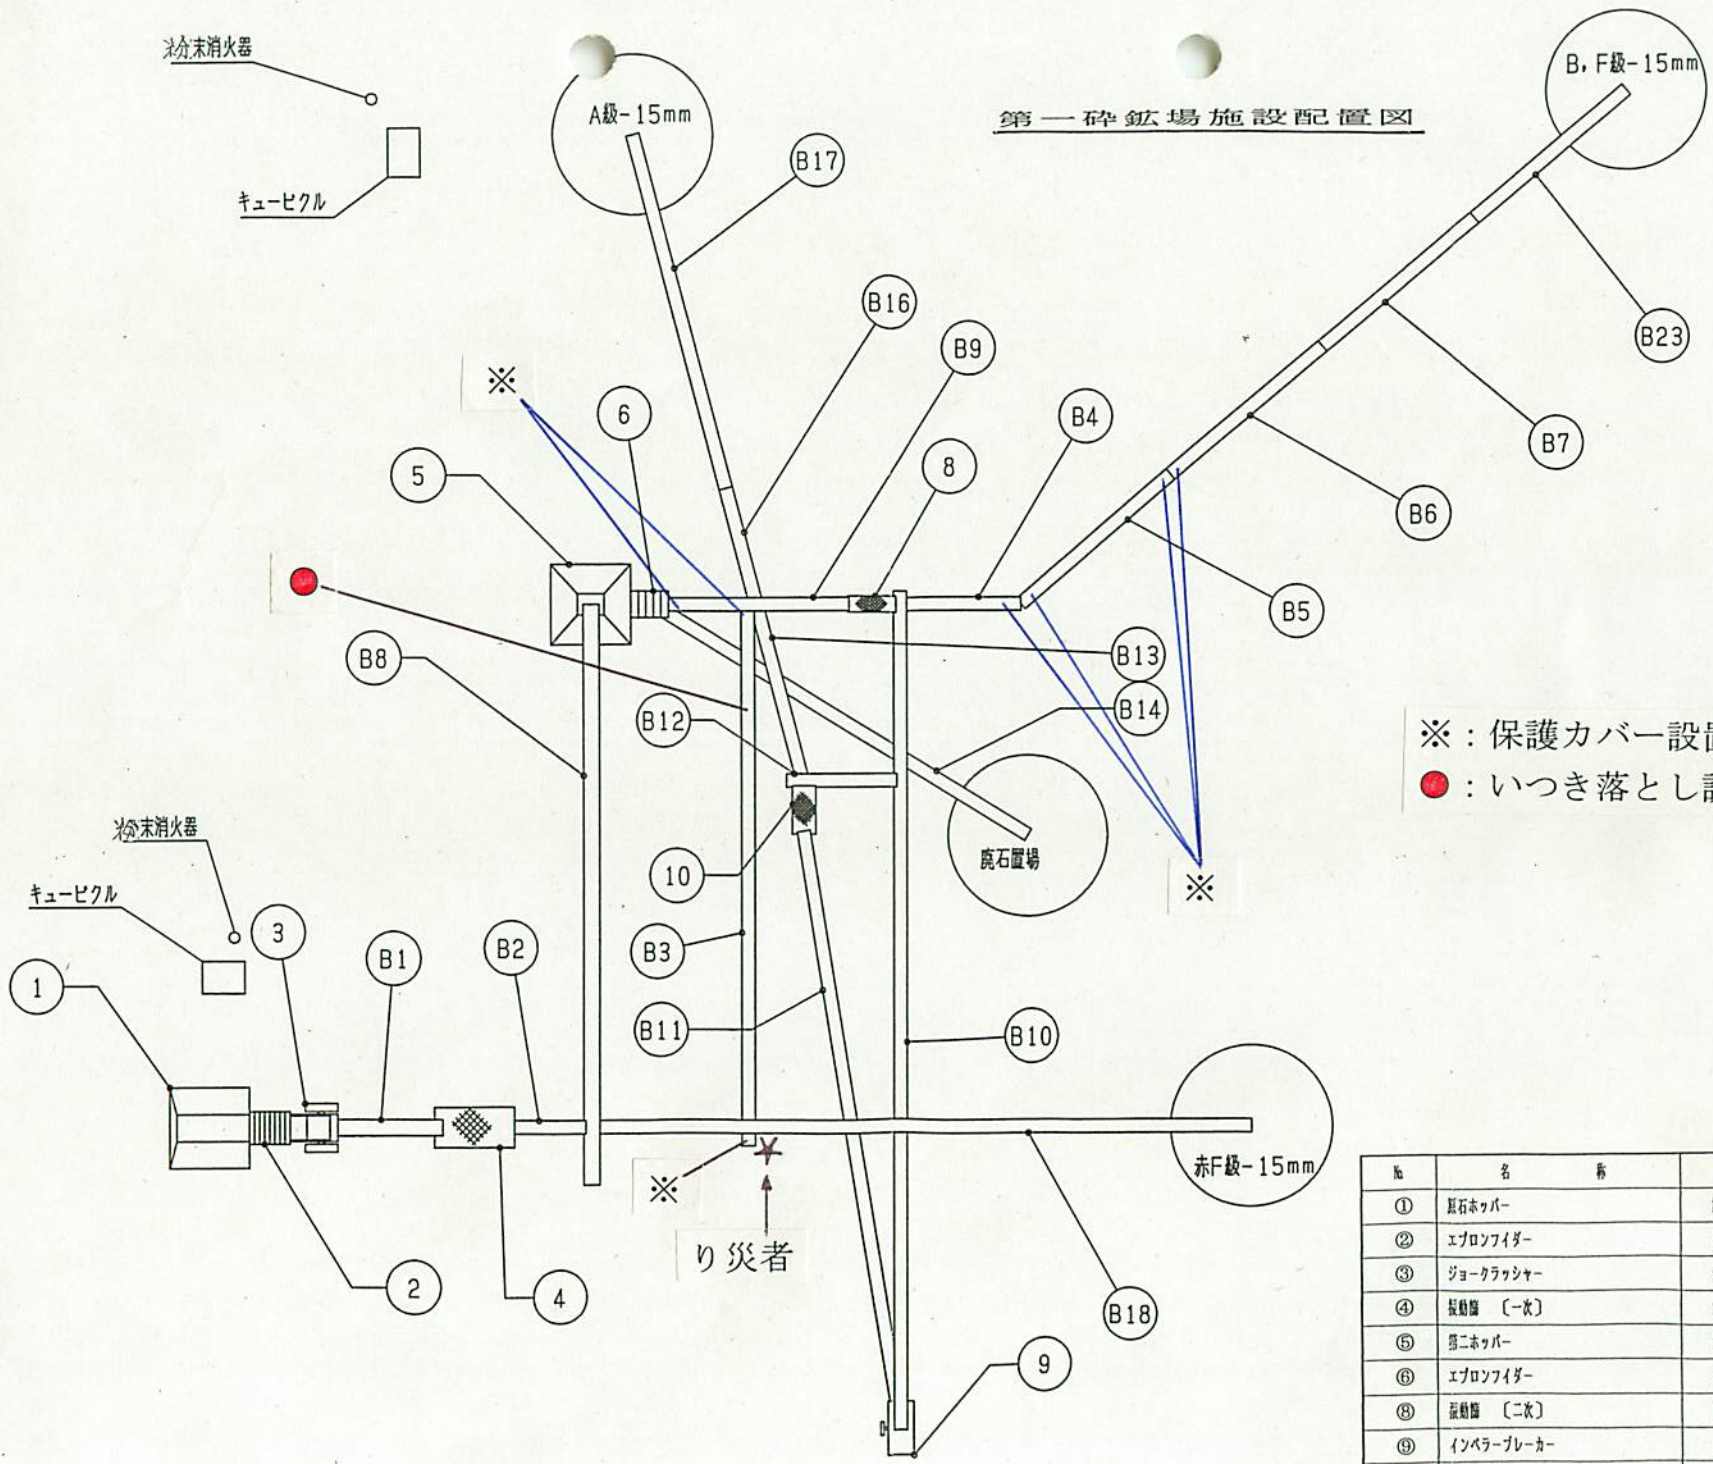 粉末消火器
キュービクル
A級-15mm
第一砕鉱場施設配置図
B,F級-15mm
B17
B16
B9
B23
※
6
B4
B7
5
8
B6
B5
B8
B13
B12
B14
※:保護カバー設置
●:いつき落とし設
粉末消火器
キュービクル
10
廃石置場
※
3
B1
B2
B3
1
B11
B10
赤F級-15mm
※
り災者
2
4
B18
9
№ 名称
① 原石ホッパー
② エプロンフイダー
③ ジョークラッシャー
④ 振動篩 〔一次〕
⑤ 第二ホッパー
⑥ エプロンフイダー
⑧ 振動篩 〔二次〕
⑨ インペラーブレーカー